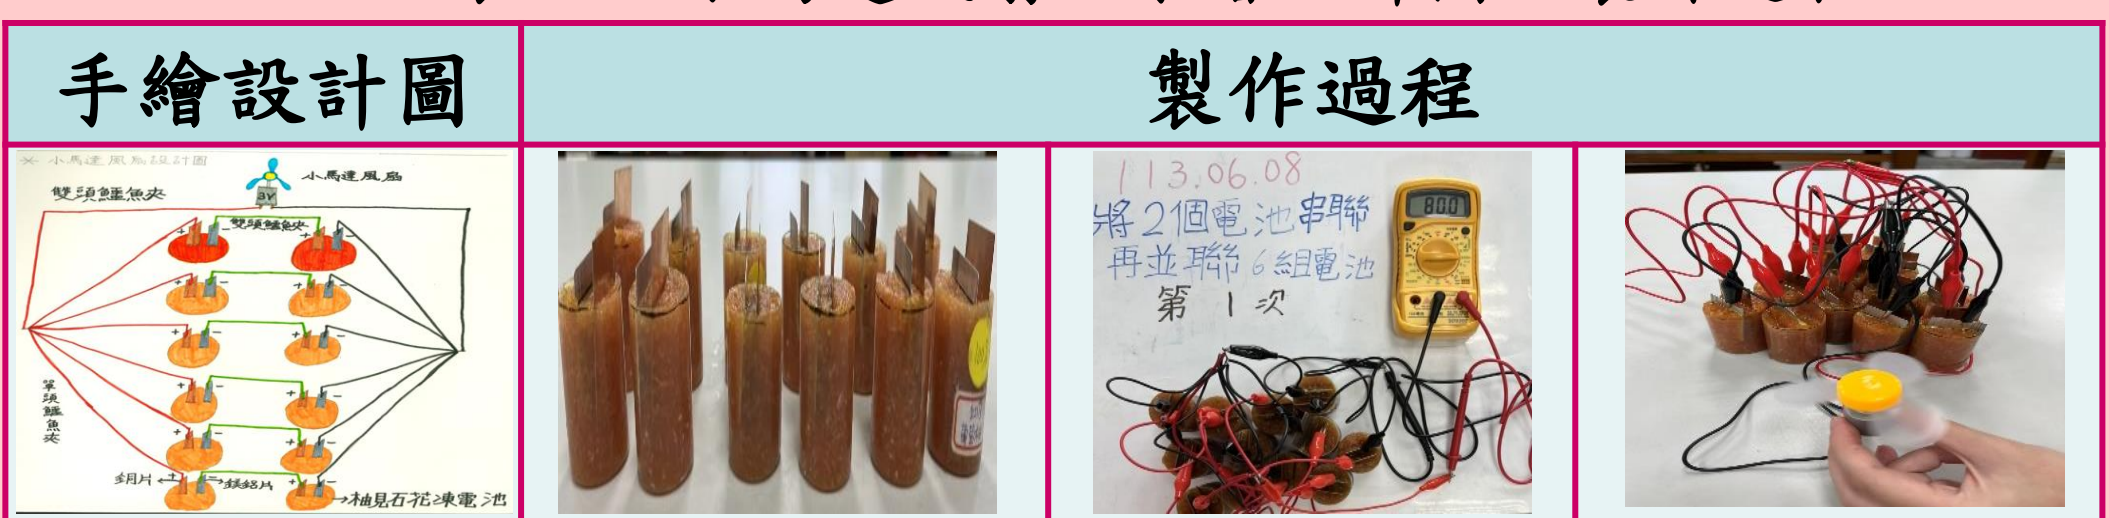 手繪設計圖
製作過程
小馬達風扇設計圖
雙頭鱷魚夾
小馬達風扇
3V
雙頭鱷魚夾
單頭鱷魚夾
銅片
鎂鋁片
柚見石花凍電池
113.06.08
將2個電池串聯
再並聯6組電池
第1次
800